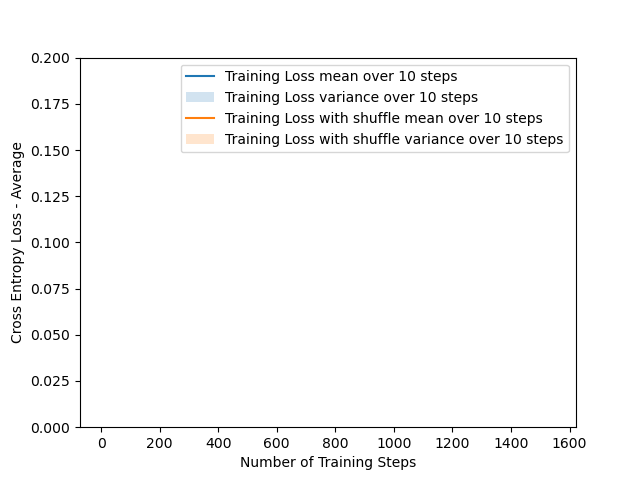 0.200
0.175
0.150
0.125
0.100
0.075
0.050
0.025
0.000
Cross Entropy Loss - Average
Training Loss mean over 10 steps
Training Loss variance over 10 steps
Training Loss with shuffle mean over 10 steps
Training Loss with shuffle variance over 10 steps
0 200 400 600 800 1000 1200 1400 1600
Number of Training Steps